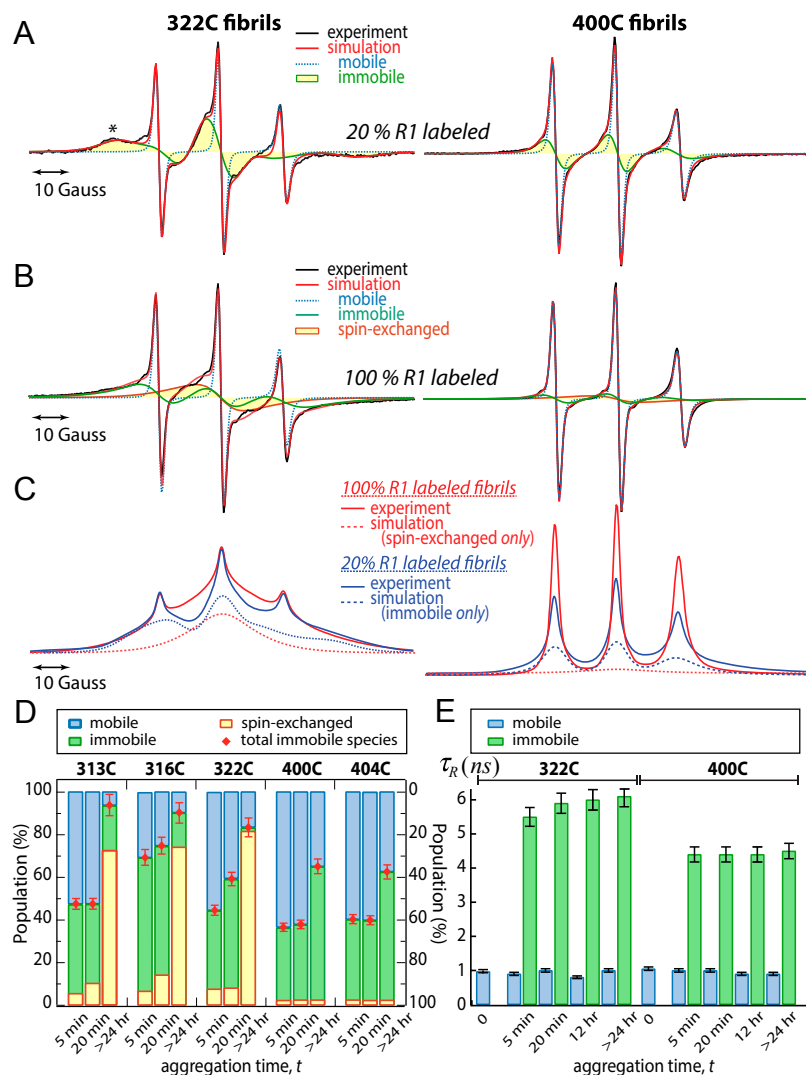 A
322C fibrils
400C fibrils
experiment
simulation
mobile
immobile
*
20 % R1 labeled
10 Gauss
B
experiment
simulation
mobile
immobile
spin-exchanged
100 % R1 labeled
10 Gauss
C
100% R1 labeled fibrils
experiment
simulation
(spin-exchanged only)
20% R1 labeled fibrils
experiment
simulation
(immobile only)
10 Gauss
D
mobile
spin-exchanged
immobile
total immobile species
313C 316C 322C 400C 404C
Population (%)
100
80
60
40
20
0
0
20
40
60
80
100
Population (%)
5 min 20 min >24 hr 5 min 20 min >24 hr 5 min 20 min >24 hr 5 min 20 min >24 hr 5 min 20 min >24 hr
aggregation time, t
E
mobile
immobile
τR (ns)
322C
400C
6
5
4
3
2
1
0
0 5 min 20 min 12 hr >24 hr 0 5 min 20 min 12 hr >24 hr
aggregation time, t